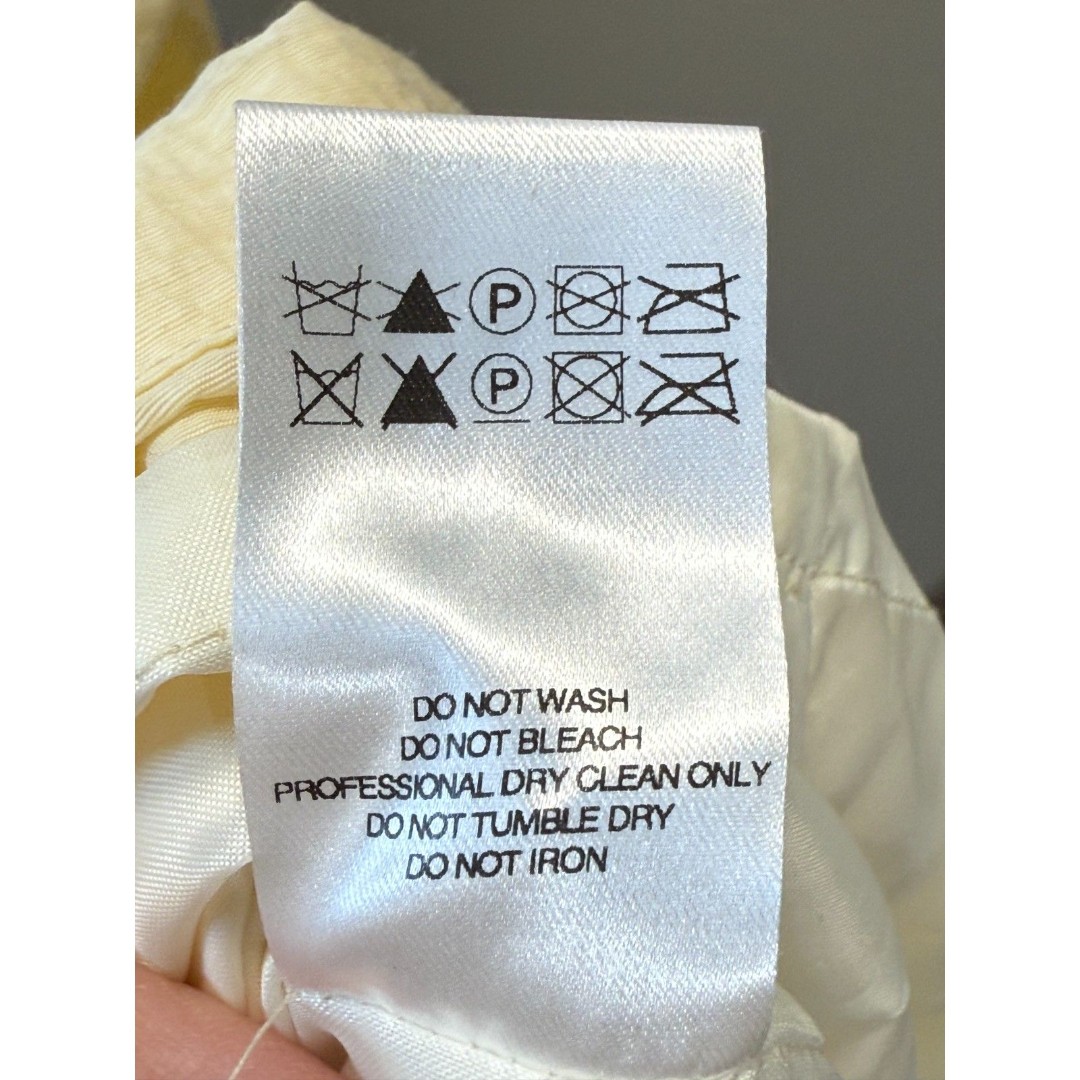 P
P
DO NOT WASH
DO NOT BLEACH
PROFESSIONAL DRY CLEAN ONLY
DO NOT TUMBLE DRY
DO NOT IRON